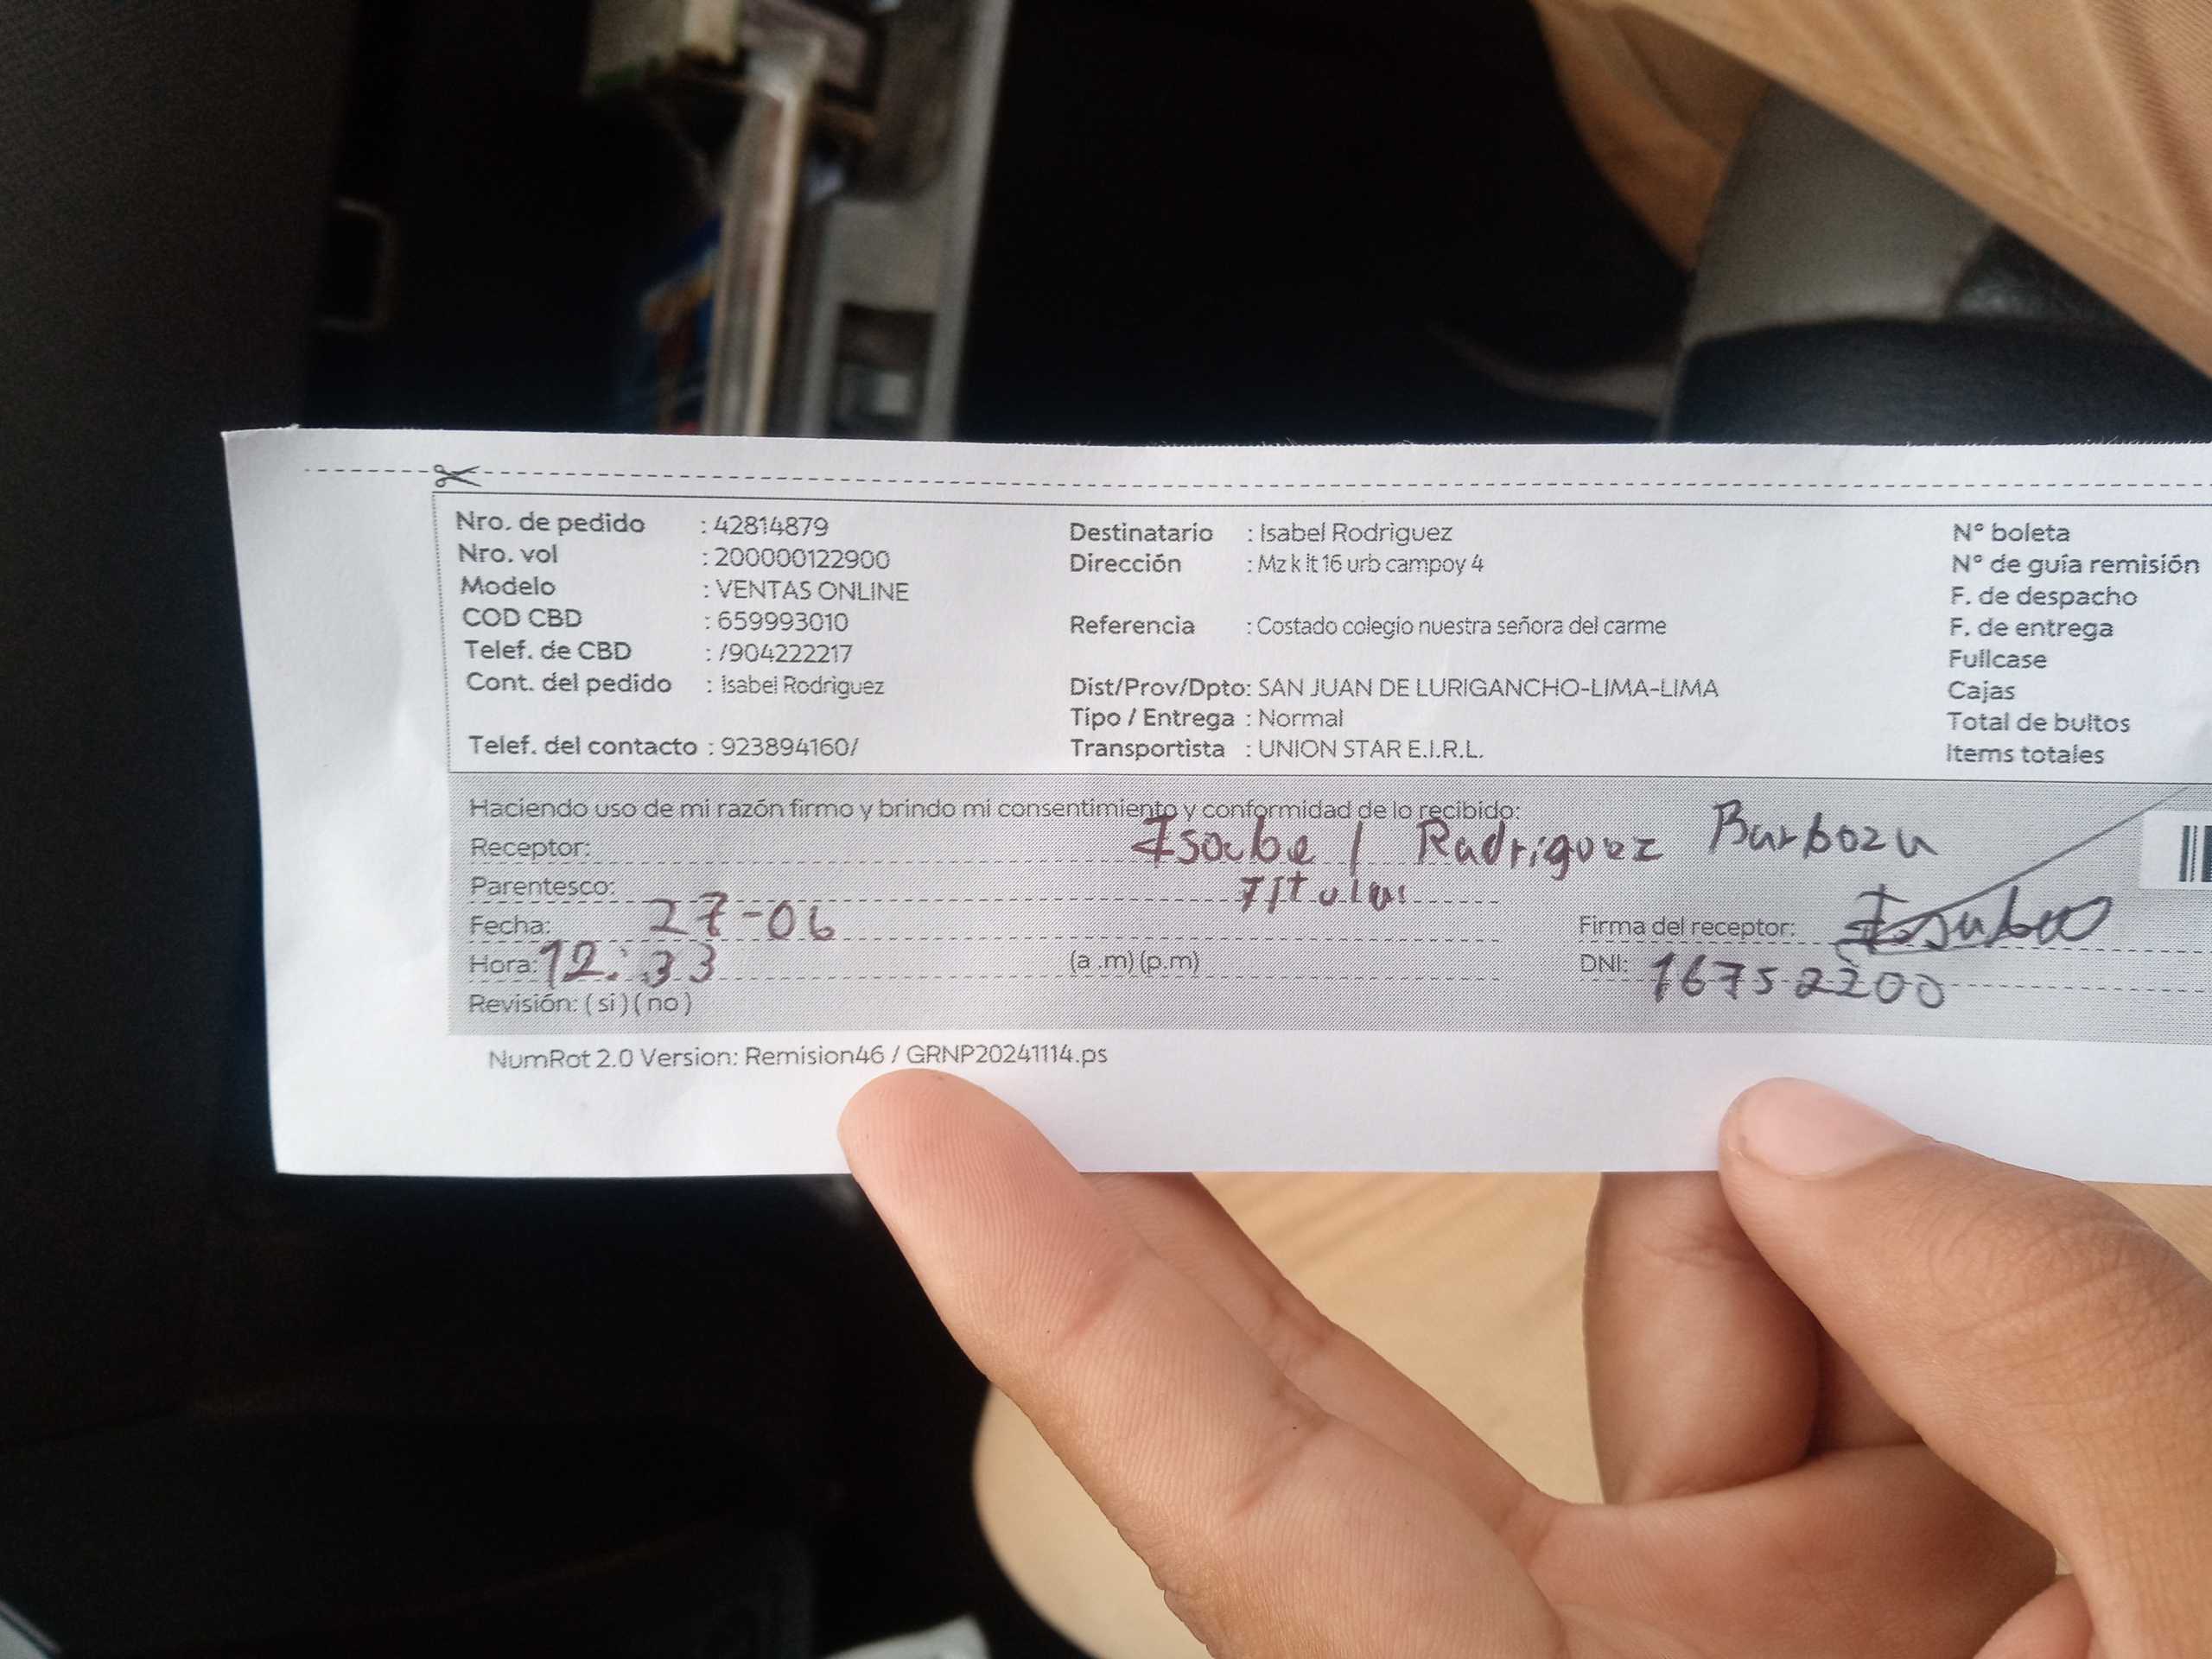 Nro. de pedido : 42814879 Destinatario : Isabel Rodriguez N° boleta
Nro. vol : 200000122900 Dirección : Mz k lt 16 urb campoy 4 N° de guía remisión
Modelo : VENTAS ONLINE F. de despacho
COD CBD : 659993010 Referencia : Costado colegio nuestra señora del carme F. de entrega
Telef. de CBD : /904222217 Fullcase
Cont. del pedido : Isabel Rodriguez Dist/Prov/Dpto: SAN JUAN DE LURIGANCHO-LIMA-LIMA Cajas
Tipo / Entrega : Normal Total de bultos
Telef. del contacto : 923894160/ Transportista : UNION STAR E.I.R.L. Items totales
Haciendo uso de mi razón firmo y brindo mi consentimiento y conformidad de lo recibido:
Receptor: Isabel Rodriguez Barboza
Parentesco: Titular
Fecha: 27-06 Firma del receptor:
Hora: 12:33 (a .m) (p.m) DNI: 16752200
Revisión: ( si ) ( no )
NumRot 2.0 Version: Remision46 / GRNP20241114.ps